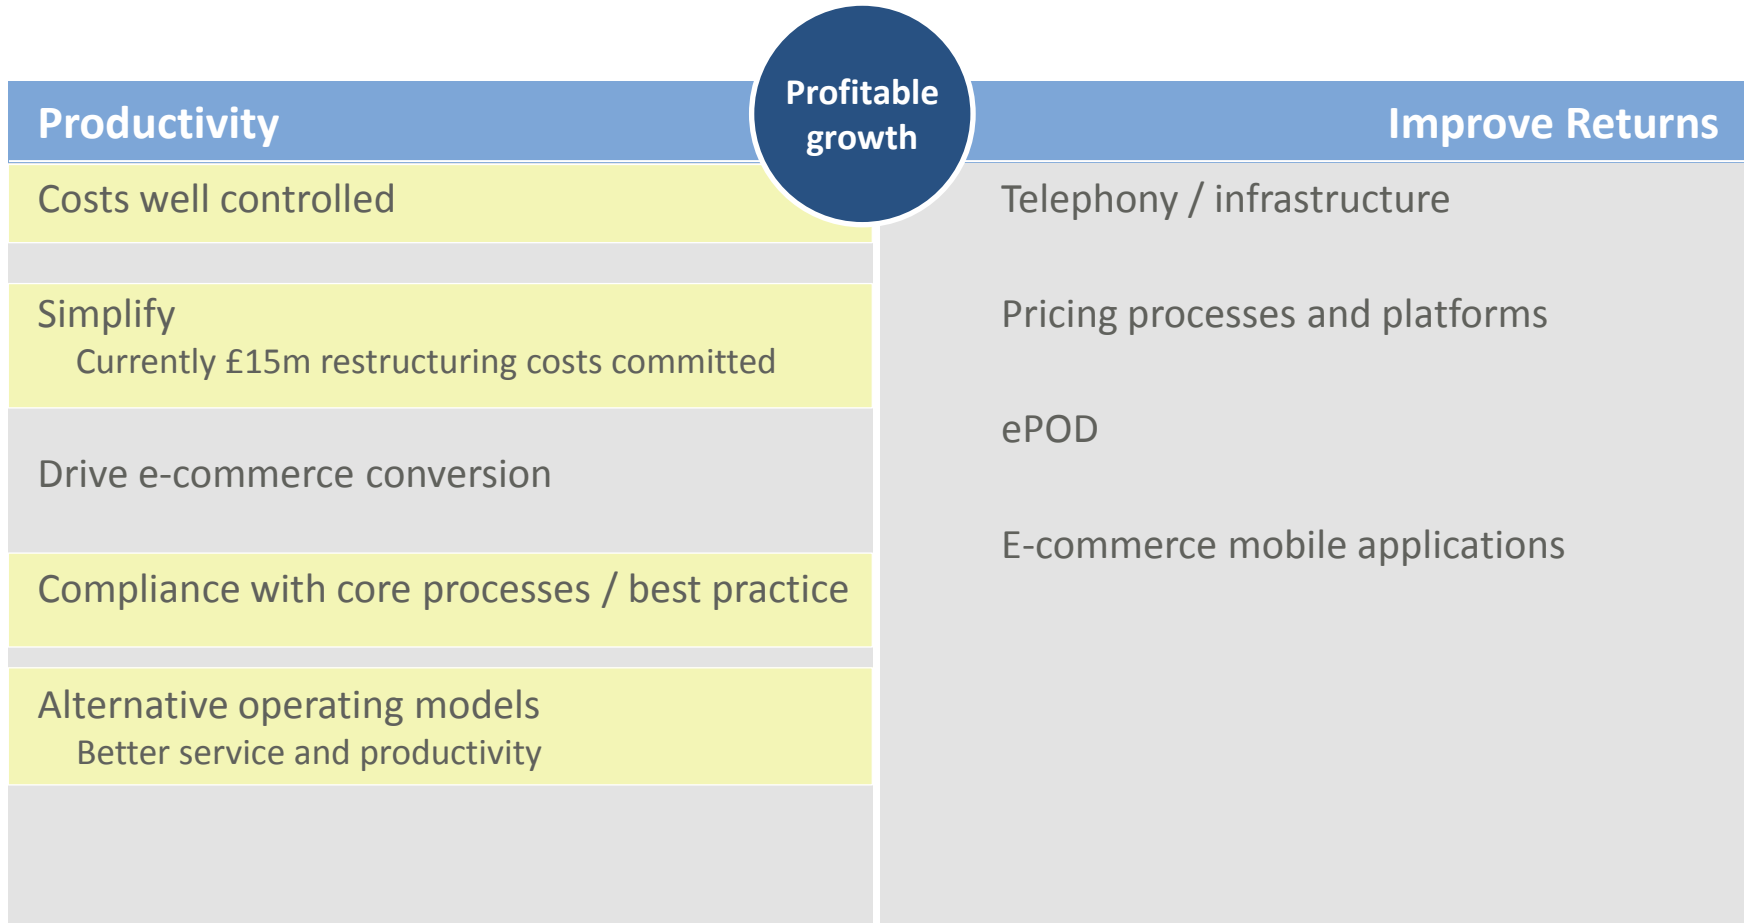 Profitable
growth
Productivity
Improve Returns
Costs well controlled
Simplify
Currently £15m restructuring costs committed
Drive e-commerce conversion
Compliance with core processes / best practice
Alternative operating models
Better service and productivity
Telephony / infrastructure
Pricing processes and platforms
ePOD
E-commerce mobile applications